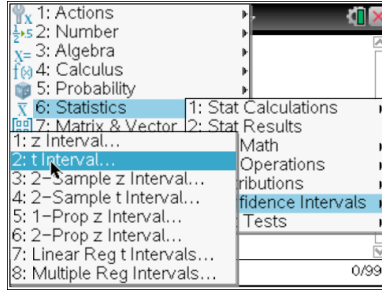 1: Actions
2: Number
3: Algebra
4: Calculus
5: Probability
6: Statistics
7: Matrix & Vector
1: Stat Calculations
2: Stat Results
Math
Operations
ributions
fidence Intervals
Tests
1: z Interval...
2: t Interval...
3: 2-Sample z Interval...
4: 2-Sample t Interval...
5: 1-Prop z Interval...
6: 2-Prop z Interval...
7: Linear Reg t Intervals...
8: Multiple Reg Intervals...
0/99